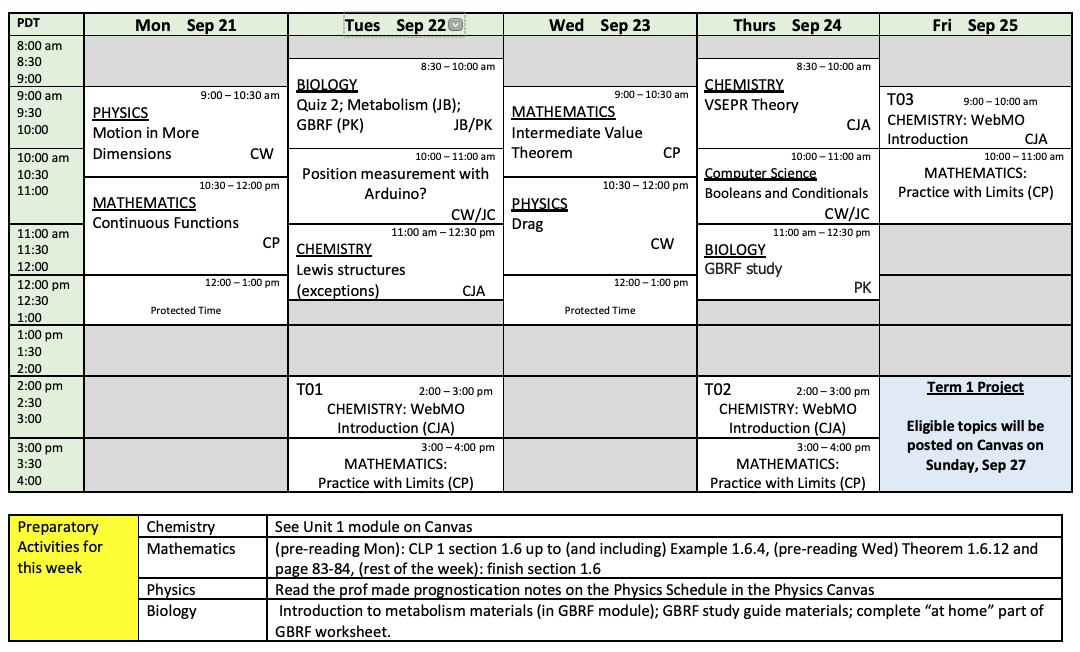 PDT
Mon Sep 21
Tues Sep 22
Wed Sep 23
Thurs Sep 24
Fri Sep 25
8:00 am
8:30
9:00
9:00 am
9:30
10:00
10:00 am
10:30
11:00
11:00 am
11:30
12:00
12:00 pm
12:30
1:00
1:00 pm
1:30
2:00
2:00 pm
2:30
3:00
3:00 pm
3:30
4:00
9:00 – 10:30 am
PHYSICS
Motion in More
Dimensions CW
10:30 – 12:00 pm
MATHEMATICS
Continuous Functions
CP
12:00 – 1:00 pm
Protected Time
8:30 – 10:00 am
BIOLOGY
Quiz 2; Metabolism (JB);
GBRF (PK) JB/PK
10:00 – 11:00 am
Position measurement with
Arduino?
CW/JC
11:00 am – 12:30 pm
CHEMISTRY
Lewis structures
(exceptions) CJA
T01 2:00 – 3:00 pm
CHEMISTRY: WebMO
Introduction (CJA)
3:00 – 4:00 pm
MATHEMATICS:
Practice with Limits (CP)
9:00 – 10:30 am
MATHEMATICS
Intermediate Value
Theorem CP
10:30 – 12:00 pm
PHYSICS
Drag
CW
12:00 – 1:00 pm
Protected Time
8:30 – 10:00 am
CHEMISTRY
VSEPR Theory
CJA
10:00 – 11:00 am
Computer Science
Booleans and Conditionals
CW/JC
11:00 am – 12:30 pm
BIOLOGY
GBRF study
PK
T02 2:00 – 3:00 pm
CHEMISTRY: WebMO
Introduction (CJA)
3:00 – 4:00 pm
MATHEMATICS:
Practice with Limits (CP)
T03 9:00 – 10:00 am
CHEMISTRY: WebMO
Introduction CJA
10:00 – 11:00 am
MATHEMATICS:
Practice with Limits (CP)
Term 1 Project
Eligible topics will be
posted on Canvas on
Sunday, Sep 27
Preparatory
Activities for
this week
Chemistry
See Unit 1 module on Canvas
Mathematics
(pre-reading Mon): CLP 1 section 1.6 up to (and including) Example 1.6.4, (pre-reading Wed) Theorem 1.6.12 and
page 83-84, (rest of the week): finish section 1.6
Physics
Read the prof made prognostication notes on the Physics Schedule in the Physics Canvas
Biology
Introduction to metabolism materials (in GBRF module); GBRF study guide materials; complete “at home” part of
GBRF worksheet.